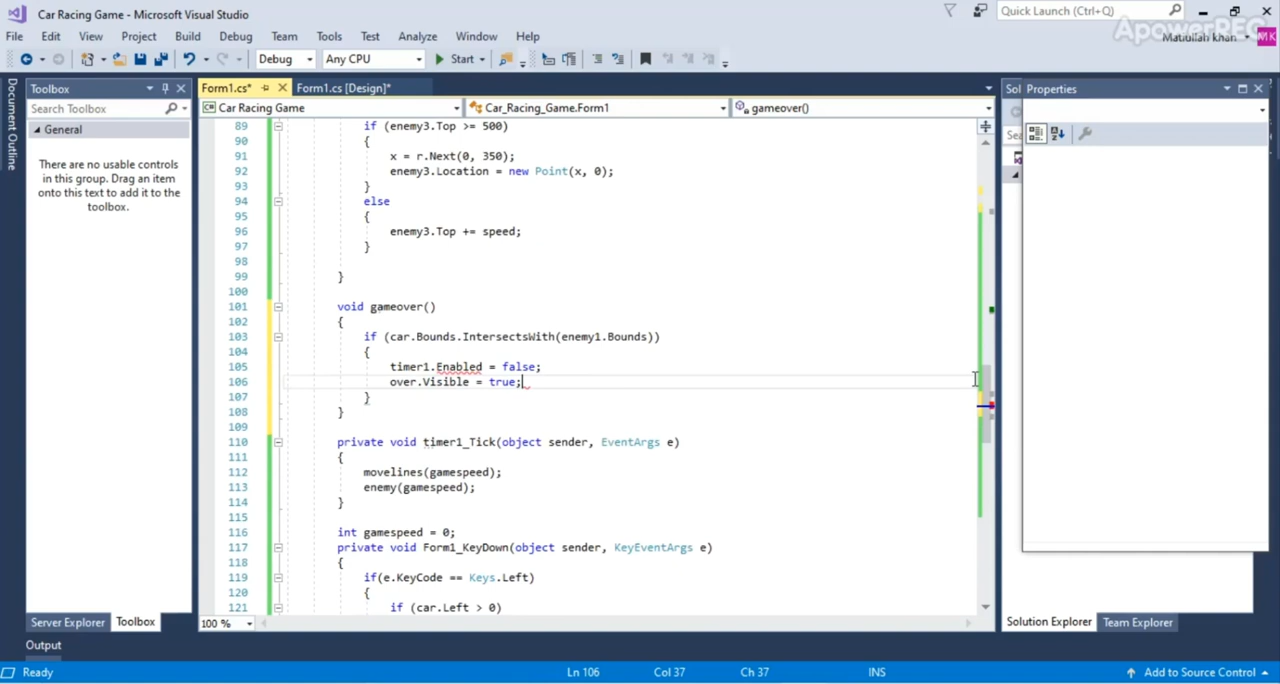 Car Racing Game - Microsoft Visual Studio
Quick Launch (Ctrl+Q)
File Edit View Project Build Debug Team Tools Test Analyze Window Help
Matiullah khan
MK
ApowerREC
Debug Any CPU Start
Document Outline
Toolbox
Search Toolbox
General
There are no usable controls
in this group. Drag an item
onto this text to add it to the
toolbox.
Server Explorer Toolbox
Form1.cs* Form1.cs [Design]*
Car Racing Game Car_Racing_Game.Form1 gameover()
89 if (enemy3.Top >= 500)
90 {
91 x = r.Next(0, 350);
92 enemy3.Location = new Point(x, 0);
93 }
94 else
95 {
96 enemy3.Top += speed;
97 }
98
99 }
100
101 void gameover()
102 {
103 if (car.Bounds.IntersectsWith(enemy1.Bounds))
104 {
105 timer1.Enabled = false;
106 over.Visible = true;
107 }
108 }
109
110 private void timer1_Tick(object sender, EventArgs e)
111 {
112 movelines(gamespeed);
113 enemy(gamespeed);
114 }
115
116 int gamespeed = 0;
117 private void Form1_KeyDown(object sender, KeyEventArgs e)
118 {
119 if(e.KeyCode == Keys.Left)
120 {
121 if (car.Left > 0)
100 %
Sol
Sea
Properties
Solution Explorer Team Explorer
Output
Ready Ln 106 Col 37 Ch 37 INS Add to Source Control